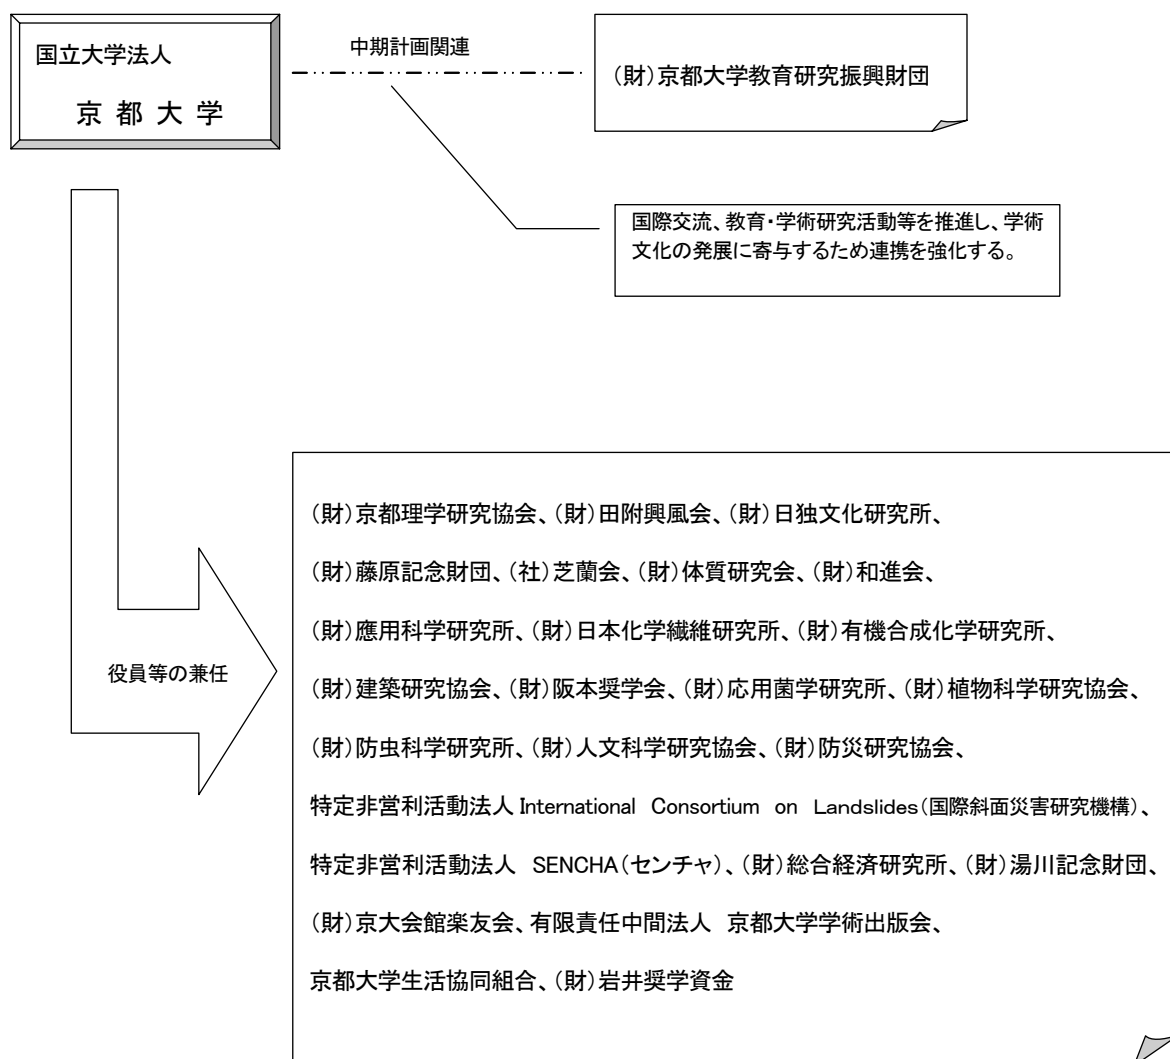 国立大学法人
京 都 大 学
中期計画関連
(財)京都大学教育研究振興財団
国際交流、教育・学術研究活動等を推進し、学術
文化の発展に寄与するため連携を強化する。
役員等の兼任
(財)京都理学研究協会、(財)田附興風会、(財)日独文化研究所、
(財)藤原記念財団、(社)芝蘭会、(財)体質研究会、(財)和進会、
(財)應用科学研究所、(財)日本化学繊維研究所、(財)有機合成化学研究所、
(財)建築研究協会、(財)阪本奨学会、(財)応用菌学研究所、(財)植物科学研究協会、
(財)防虫科学研究所、(財)人文科学研究協会、(財)防災研究協会、
特定非営利活動法人 International Consortium on Landslides(国際斜面災害研究機構)、
特定非営利活動法人 SENCHA(センチャ)、(財)総合経済研究所、(財)湯川記念財団、
(財)京大会館楽友会、有限責任中間法人 京都大学学術出版会、
京都大学生活協同組合、(財)岩井奨学資金